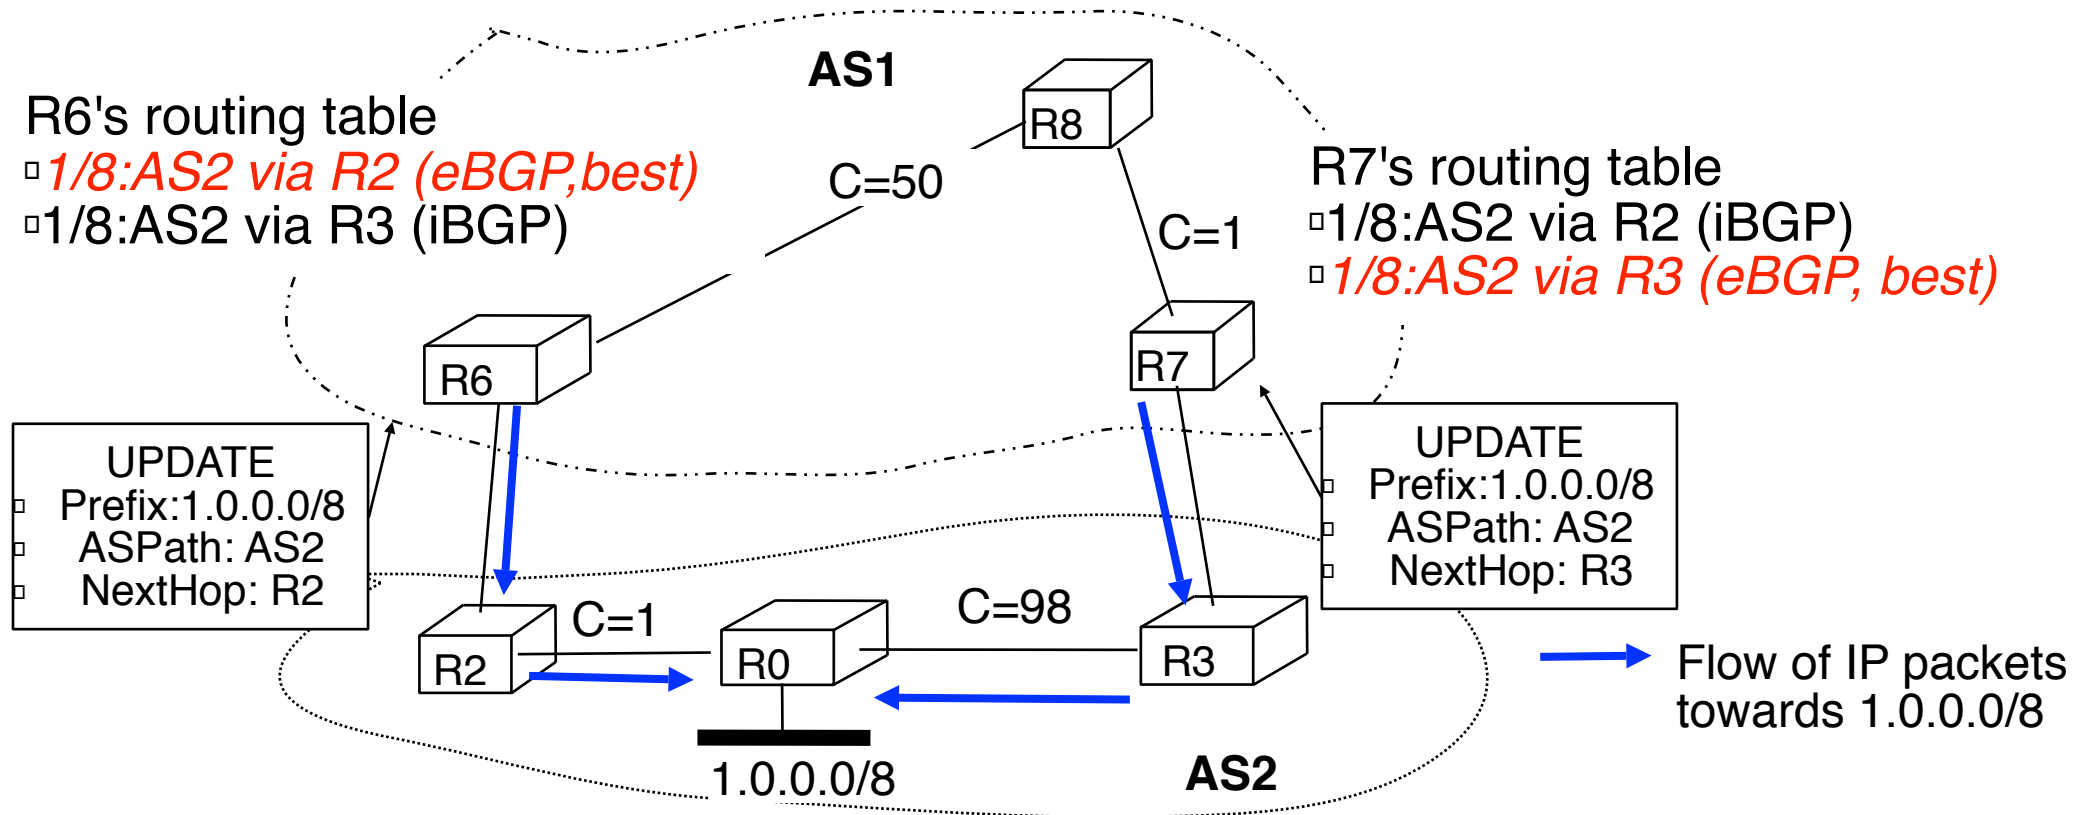 AS1
R6's routing table
1/8:AS2 via R2 (eBGP,best)
1/8:AS2 via R3 (iBGP)
R8
C=50
C=1
R7's routing table
1/8:AS2 via R2 (iBGP)
1/8:AS2 via R3 (eBGP, best)
R6
R7
UPDATE
Prefix:1.0.0.0/8
ASPath: AS2
NextHop: R2
UPDATE
Prefix:1.0.0.0/8
ASPath: AS2
NextHop: R3
R2
C=1
R0
C=98
R3
1.0.0.0/8
AS2
Flow of IP packets
towards 1.0.0.0/8